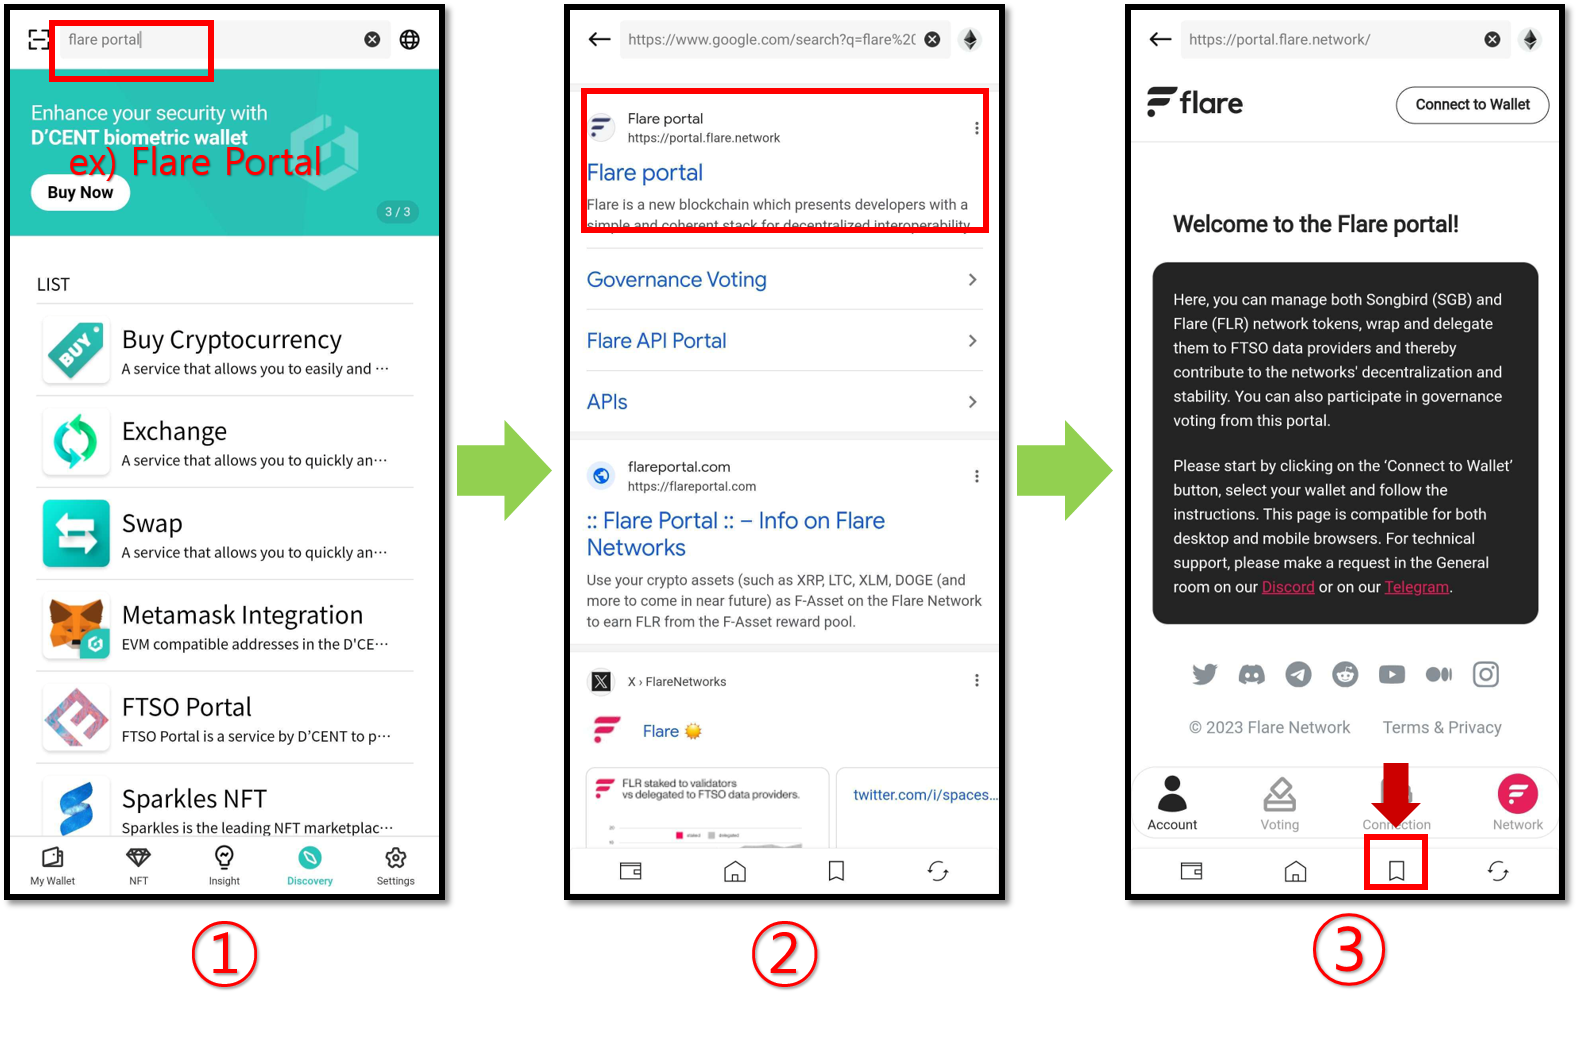 flare portal
Enhance your security with
D'CENT biometric wallet
ex) Flare Portal
Buy Now
3 / 3
LIST
Buy Cryptocurrency
A service that allows you to easily and ···
Exchange
A service that allows you to quickly an···
Swap
A service that allows you to quickly an···
Metamask Integration
EVM compatible addresses in the D'CE···
FTSO Portal
FTSO Portal is a service by D'CENT to p···
Sparkles NFT
Sparkles is the leading NFT marketplac···
My Wallet
NFT
Insight
Discovery
Settings
①
https://www.google.com/search?q=flare%20
Flare portal
https://portal.flare.network
Flare portal
Flare is a new blockchain which presents developers with a
simple and coherent stack for decentralized interoperability
Governance Voting
Flare API Portal
APIs
flareportal.com
https://flareportal.com
:: Flare Portal :: – Info on Flare
Networks
Use your crypto assets (such as XRP, LTC, XLM, DOGE (and
more to come in near future) as F-Asset on the Flare Network
to earn FLR from the F-Asset reward pool.
X › FlareNetworks
Flare
FLR staked to validators
vs delegated to FTSO data providers.
staked
delegated
twitter.com/i/spaces...
②
https://portal.flare.network/
flare
Connect to Wallet
Welcome to the Flare portal!
Here, you can manage both Songbird (SGB) and
Flare (FLR) network tokens, wrap and delegate
them to FTSO data providers and thereby
contribute to the networks' decentralization and
stability. You can also participate in governance
voting from this portal.
Please start by clicking on the ‘Connect to Wallet’
button, select your wallet and follow the
instructions. This page is compatible for both
desktop and mobile browsers. For technical
support, please make a request in the General
room on our Discord or on our Telegram.
© 2023 Flare Network
Terms & Privacy
Account
Voting
Connection
Network
③